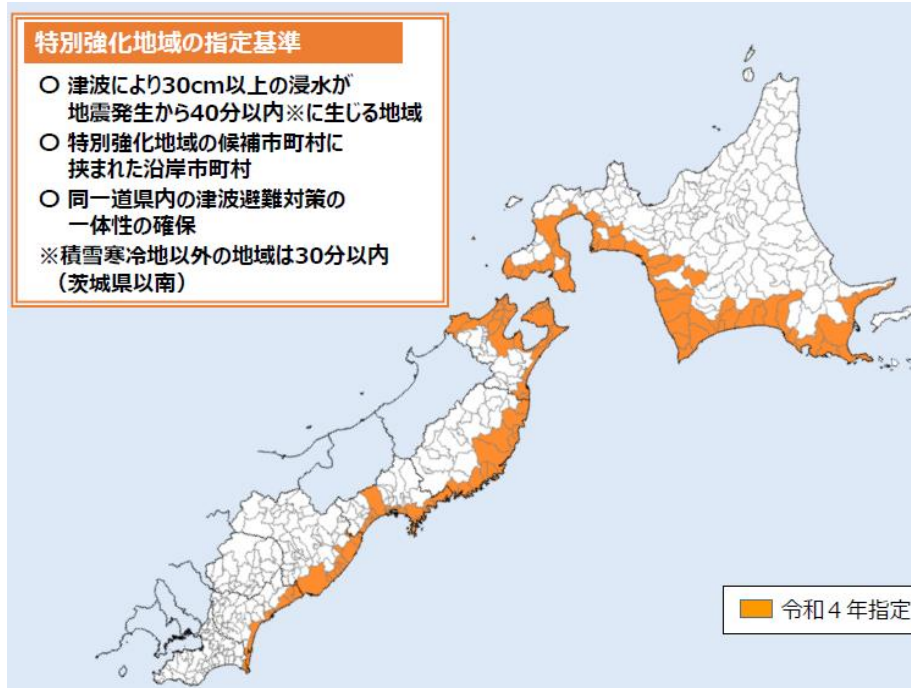 特別強化地域の指定基準
〇 津波により30cm以上の浸水が
地震発生から40分以内※に生じる地域
〇 特別強化地域の候補市町村に
挟まれた沿岸市町村
〇 同一道県内の津波避難対策の
一体性の確保
※積雪寒冷地以外の地域は30分以内
（茨城県以南）
令和４年指定